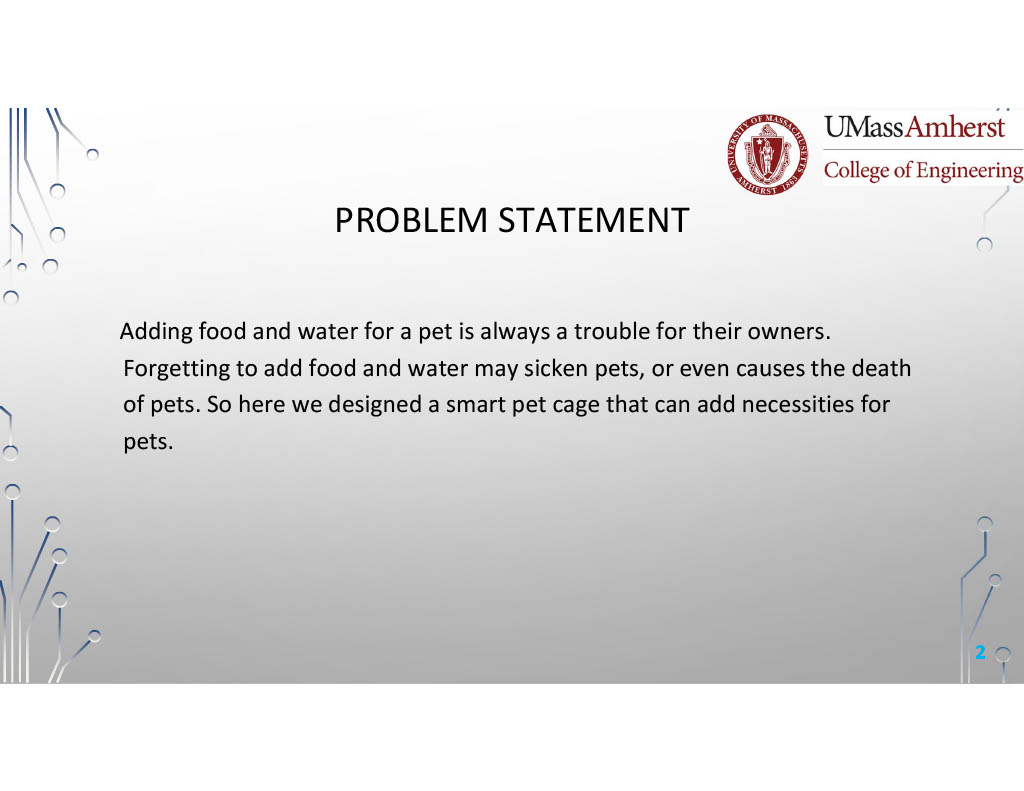 UNIVERSITY OF MASSACHUSETTS
AMHERST 1863
UMassAmherst
College of Engineering
PROBLEM STATEMENT
Adding food and water for a pet is always a trouble for their owners.
Forgetting to add food and water may sicken pets, or even causes the death
of pets. So here we designed a smart pet cage that can add necessities for
pets.
2